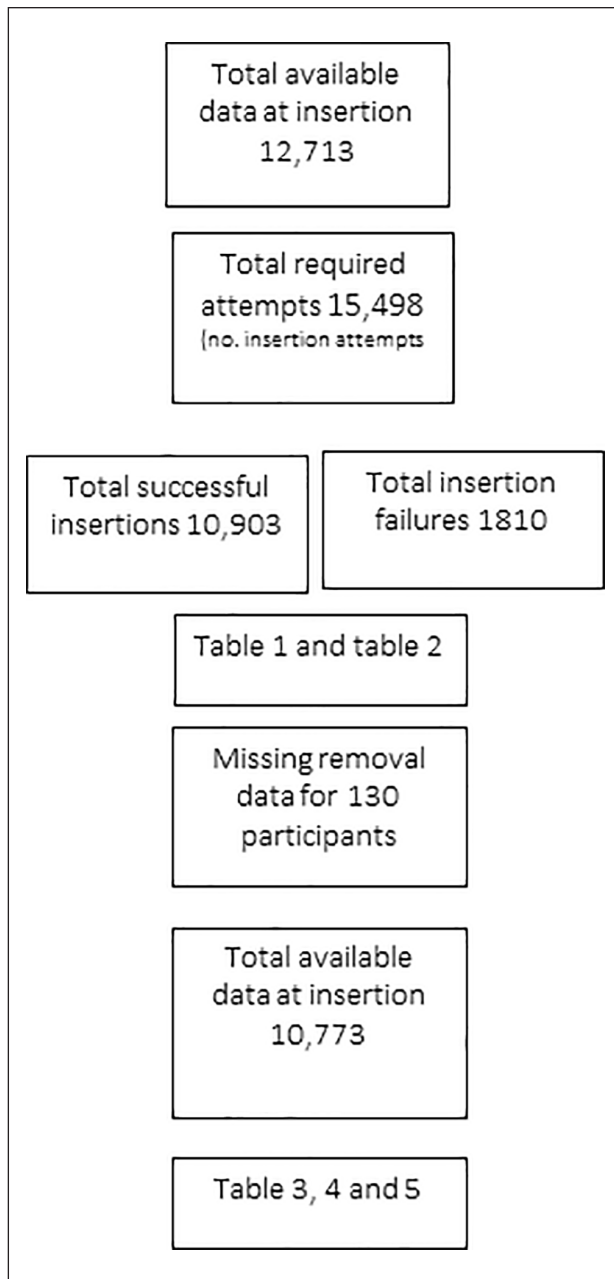 Total available
data at insertion
12,713
Total required
attempts 15,498
(no. insertion attempts
Total successful
insertions 10,903
Total insertion
failures 1810
Table 1 and table 2
Missing removal
data for 130
participants
Total available
data at insertion
10,773
Table 3, 4 and 5